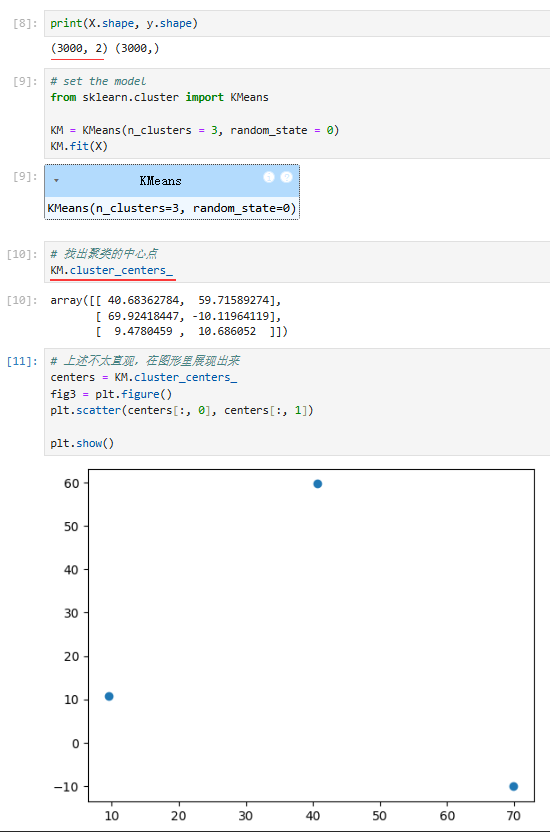 [8]: print(X.shape, y.shape)
(3000, 2) (3000,)
[9]: # set the model
from sklearn.cluster import KMeans
KM = KMeans(n_clusters = 3, random_state = 0)
KM.fit(X)
[9]: KMeans
KMeans(n_clusters=3, random_state=0)
[10]: # 找出聚类的中心点
KM.cluster_centers_
[10]: array([[ 40.68362784,  59.71589274],
[ 69.92418447, -10.11964119],
[  9.4780459 ,  10.686052  ]])
[11]: # 上述不太直观，在图形里展现出来
centers = KM.cluster_centers_
fig3 = plt.figure()
plt.scatter(centers[:, 0], centers[:, 1])
plt.show()
60
50
40
30
20
10
0
−10
10 20 30 40 50 60 70